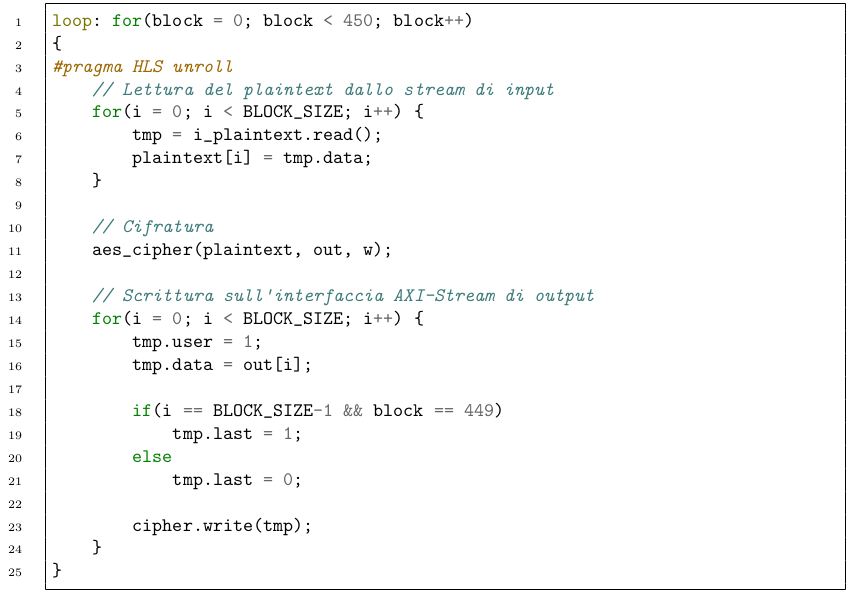 1 loop: for(block = 0; block < 450; block++)
2 {
3 #pragma HLS unroll
4     // Lettura del plaintext dallo stream di input
5     for(i = 0; i < BLOCK_SIZE; i++) {
6         tmp = i_plaintext.read();
7         plaintext[i] = tmp.data;
8     }
9
10     // Cifratura
11     aes_cipher(plaintext, out, w);
12
13     // Scrittura sull'interfaccia AXI-Stream di output
14     for(i = 0; i < BLOCK_SIZE; i++) {
15         tmp.user = 1;
16         tmp.data = out[i];
17
18         if(i == BLOCK_SIZE-1 && block == 449)
19             tmp.last = 1;
20         else
21             tmp.last = 0;
22
23         cipher.write(tmp);
24     }
25 }